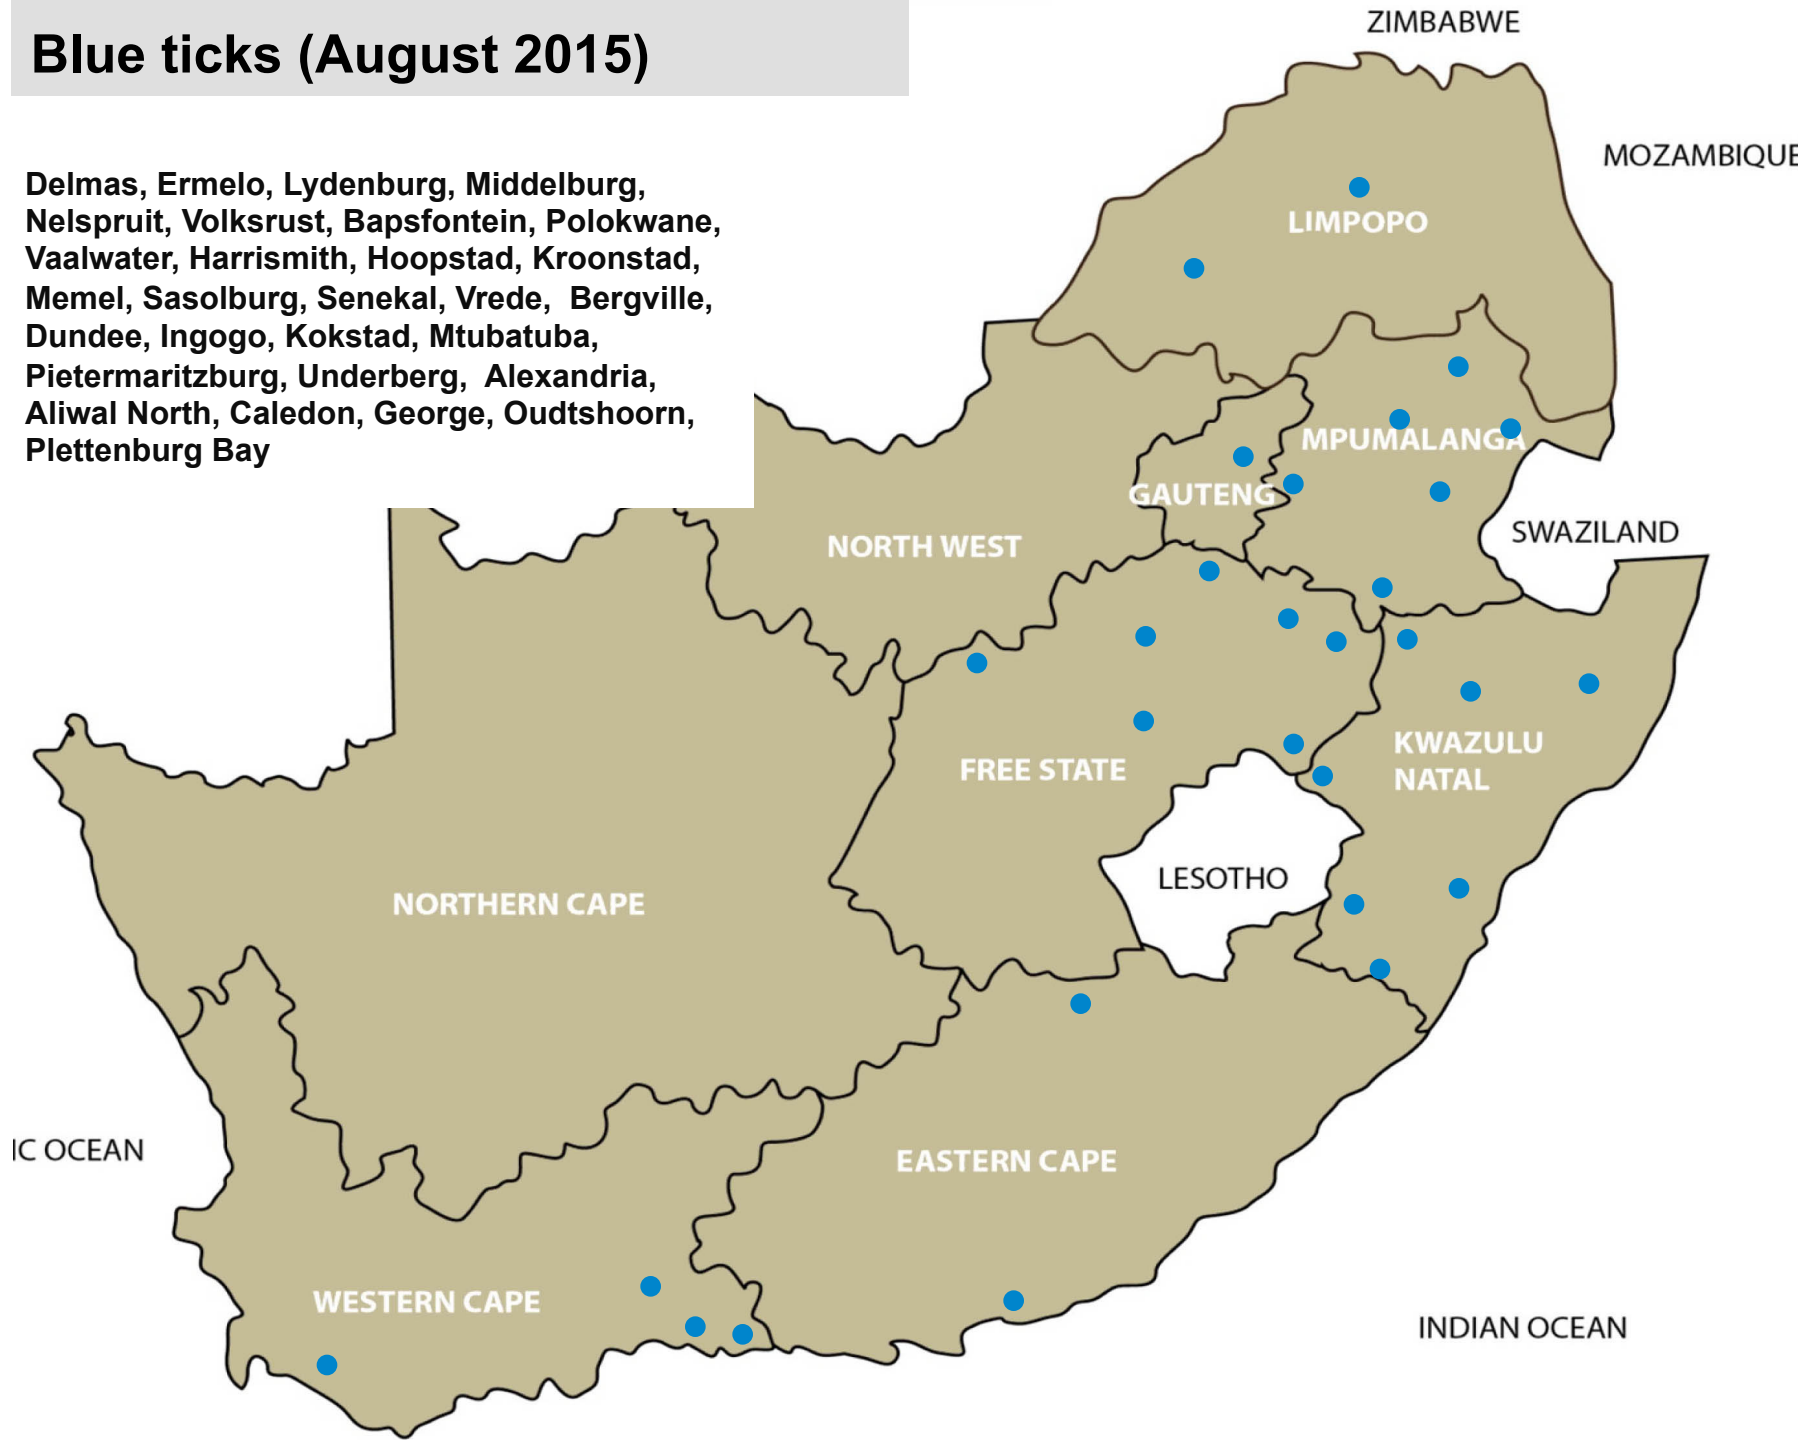 Blue ticks (August 2015)
Delmas, Ermelo, Lydenburg, Middelburg,
Nelspruit, Volksrust, Bapsfontein, Polokwane,
Vaalwater, Harrismith, Hoopstad, Kroonstad,
Memel, Sasolburg, Senekal, Vrede,  Bergville,
Dundee, Ingogo, Kokstad, Mtubatuba,
Pietermaritzburg, Underberg,  Alexandria,
Aliwal North, Caledon, George, Oudtshoorn,
Plettenburg Bay
ZIMBABWE
MOZAMBIQUE
LIMPOPO
MPUMALANGA
GAUTENG
SWAZILAND
NORTH WEST
KWAZULU
NATAL
FREE STATE
LESOTHO
NORTHERN CAPE
IC OCEAN
EASTERN CAPE
WESTERN CAPE
INDIAN OCEAN